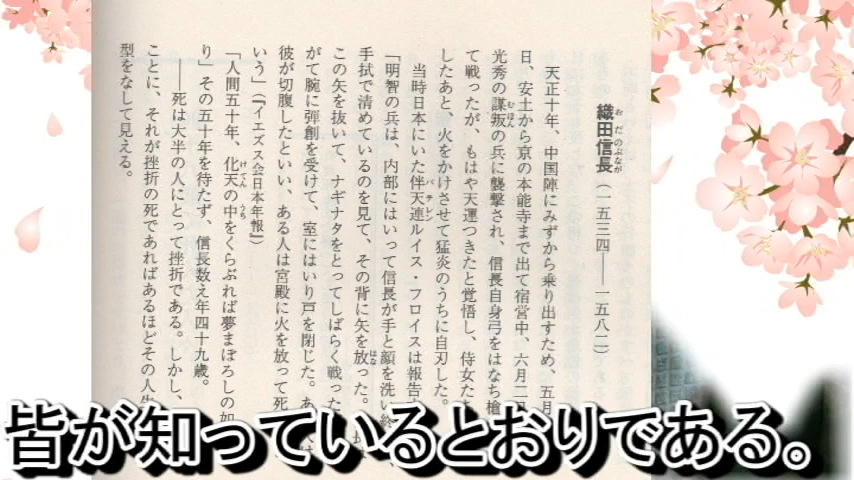 織田信長(一五三四——一五八二)
天正十年、中国陣にみずから乗り出すため、五月
日、安土から京の本能寺まで出て宿営中、六月二
光秀の謀叛の兵に襲撃され、信長自身弓をはなち槍
て戦ったが、もはや天運つきたと覚悟し、侍女た
したあと、火をかけさせて猛炎のうちに自刃した。
当時日本にいた伴天連ルイス・フロイスは報告
「明智の兵は、内部にはいって信長が手と顔を洗い終
手拭で清めているのを見て、その背に矢を放った。
この矢を抜いて、ナギナタをとってしばらく戦った
がて腕に弾創を受けて、室にはいり戸を閉じた。あ
彼が切腹したといい、ある人は宮殿に火を放って死
いう」(『イエズス会日本年報』)
「人間五十年、化天の中をくらぶれば夢まぼろしの如
り」その五十年を待たず、信長数え年四十九歳。
——死は大半の人にとって挫折である。しかし、
ことに、それが挫折の死であればあるほどその人生
型をなして見える。
皆が知っているとおりである。